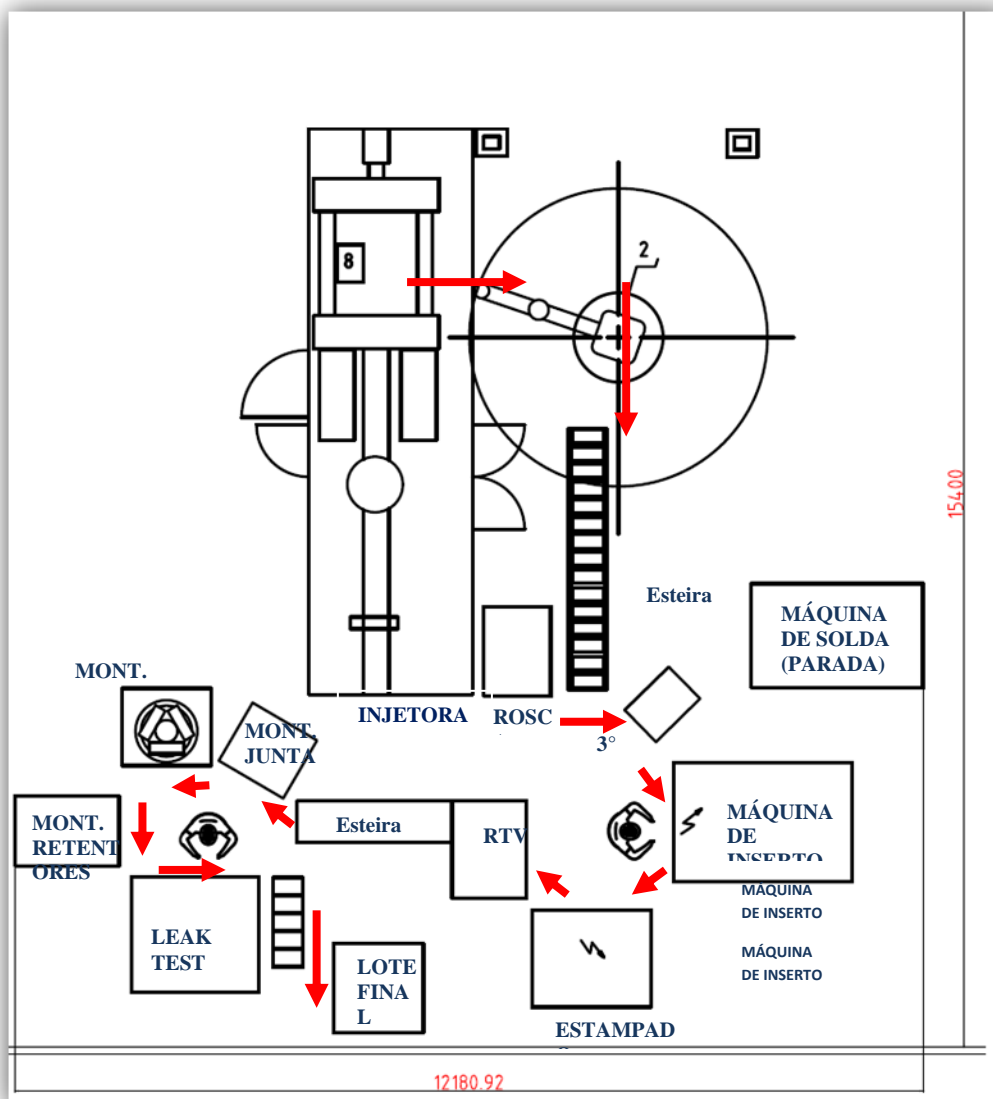 8
2
15400
Esteira
MÁQUINA
DE SOLDA
(PARADA)
MONT.
INJETORA
ROSC
3°
MONT.
JUNTA
MONT.
RETENT
ORES
Esteira
RTV
MÁQUINA
DE
INSERTO
MÁQUINA
DE INSERTO
MÁQUINA
DE INSERTO
LEAK
TEST
LOTE
FINA
L
ESTAMPAD
12180.92